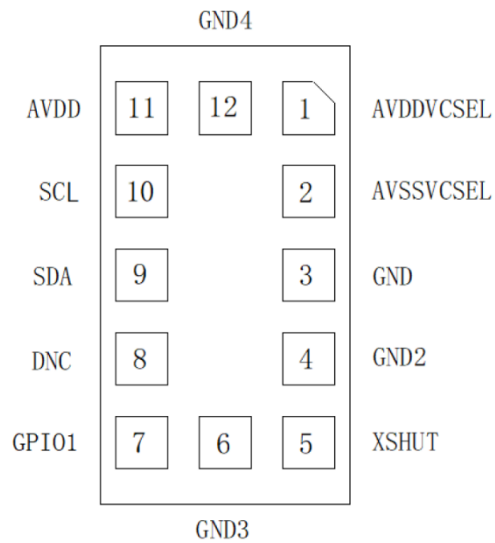 GND4
AVDD 11 12 1 AVDDVCSEL
SCL 10 2 AVSSVCSEL
SDA 9 3 GND
DNC 8 4 GND2
GPIO1 7 6 5 XSHUT
GND3